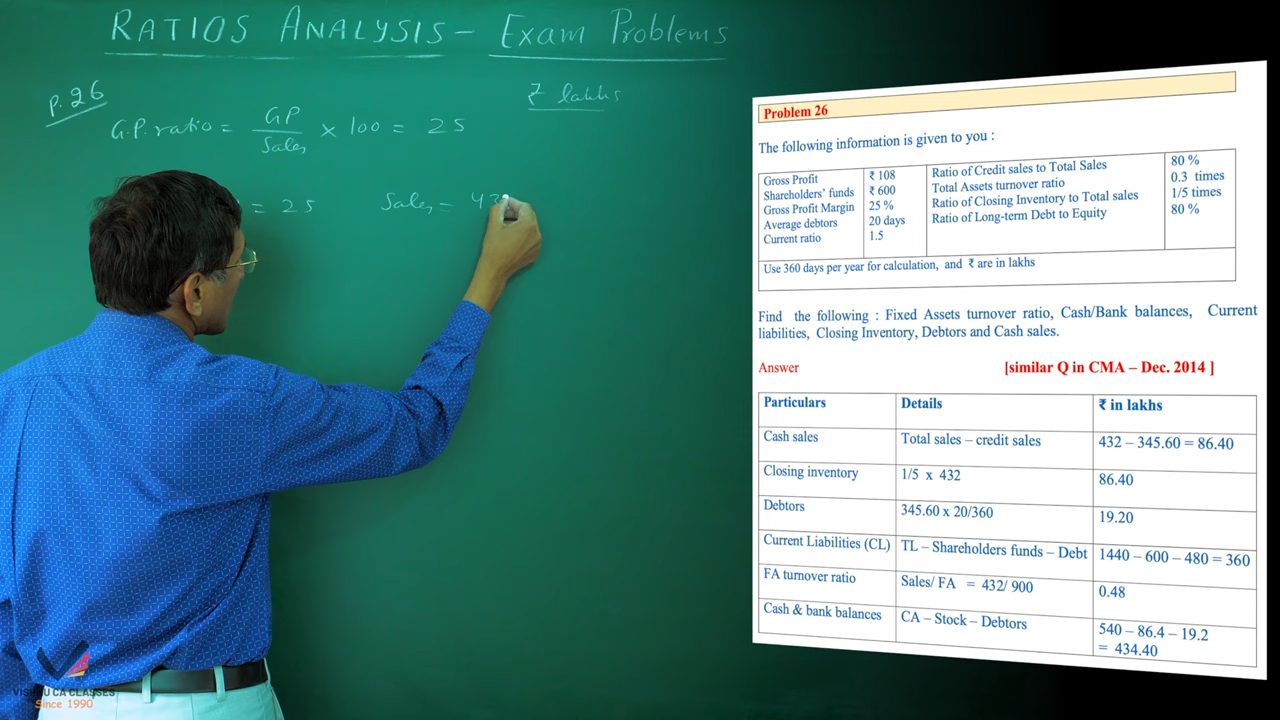 RATIOS ANALYSIS - Exam Problems
P. 26
₹ lakhs
G.P. ratio = GP / Sales × 100 = 25
= 25 Sales =
Problem 26
The following information is given to you :
Gross Profit ₹ 108 Ratio of Credit sales to Total Sales 80 %
Shareholders' funds ₹ 600 Total Assets turnover ratio 0.3 times
Gross Profit Margin 25 % Ratio of Closing Inventory to Total sales 1/5 times
Average debtors 20 days Ratio of Long-term Debt to Equity 80 %
Current ratio 1.5
Use 360 days per year for calculation, and ₹ are in lakhs
Find the following : Fixed Assets turnover ratio, Cash/Bank balances, Current
liabilities, Closing Inventory, Debtors and Cash sales.
Answer [similar Q in CMA – Dec. 2014 ]
Particulars Details ₹ in lakhs
Cash sales Total sales – credit sales 432 – 345.60 = 86.40
Closing inventory 1/5 x 432 86.40
Debtors 345.60 x 20/360 19.20
Current Liabilities (CL) TL – Shareholders funds – Debt 1440 – 600 – 480 = 360
FA turnover ratio Sales/ FA = 432/ 900 0.48
Cash & bank balances CA – Stock – Debtors 540 – 86.4 – 19.2
= 434.40
CA CLASSES
Since 1990